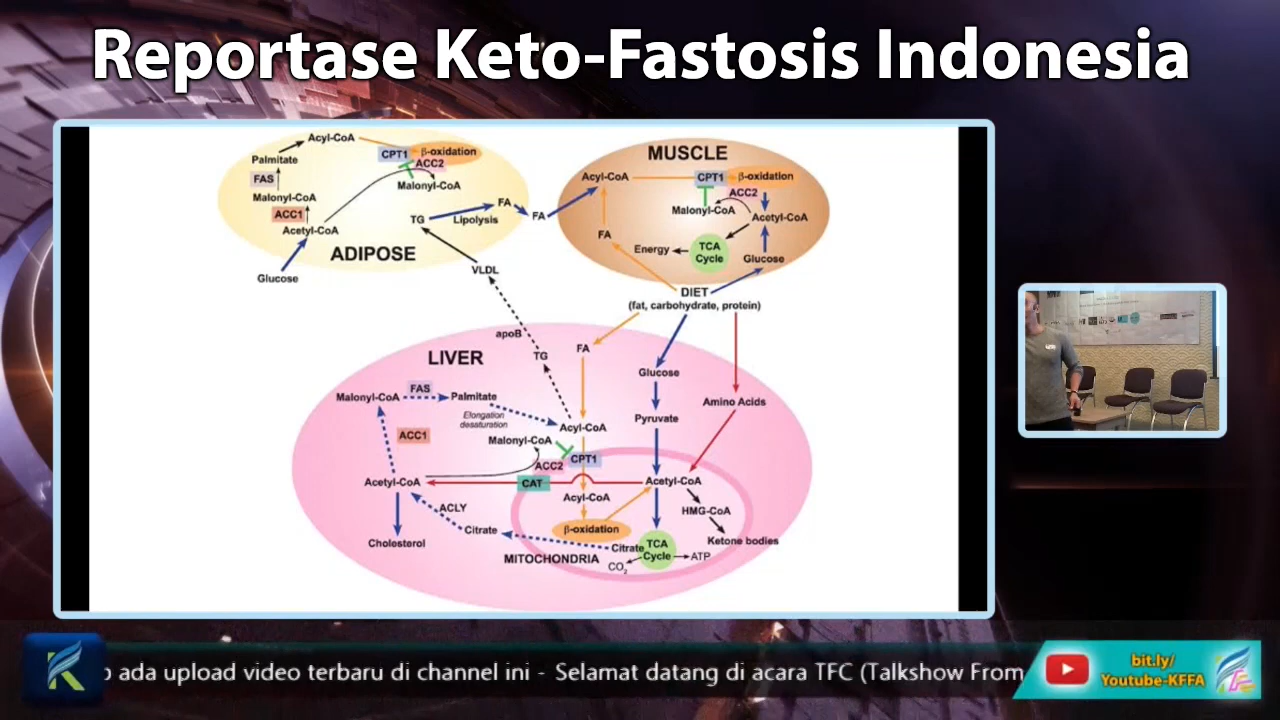 Reportase Keto-Fastosis Indonesia
Acyl-CoA
Palmitate
FAS
Malonyl-CoA
ACC1
Acetyl-CoA
Glucose
CPT1
β-oxidation
ACC2
Malonyl-CoA
TG
Lipolysis
FA
ADIPOSE
FA
VLDL
MUSCLE
Acyl-CoA
CPT1
β-oxidation
ACC2
Malonyl-CoA
Acetyl-CoA
FA
Energy
TCA
Cycle
Glucose
DIET
(fat, carbohydrate, protein)
apoB
TG
FA
LIVER
Glucose
Malonyl-CoA
FAS
Palmitate
Elongation
desaturation
Acyl-CoA
Pyruvate
Amino Acids
ACC1
Malonyl-CoA
ACC2
CPT1
Acetyl-CoA
CAT
Acyl-CoA
Acetyl-CoA
HMG-CoA
Ketone bodies
ACLY
Citrate
Cholesterol
β-oxidation
MITOCHONDRIA
Citrate
TCA
Cycle
ATP
CO2
ada upload video terbaru di channel ini - Selamat datang di acara TFC (Talkshow From
bit.ly/
Youtube-KFFA